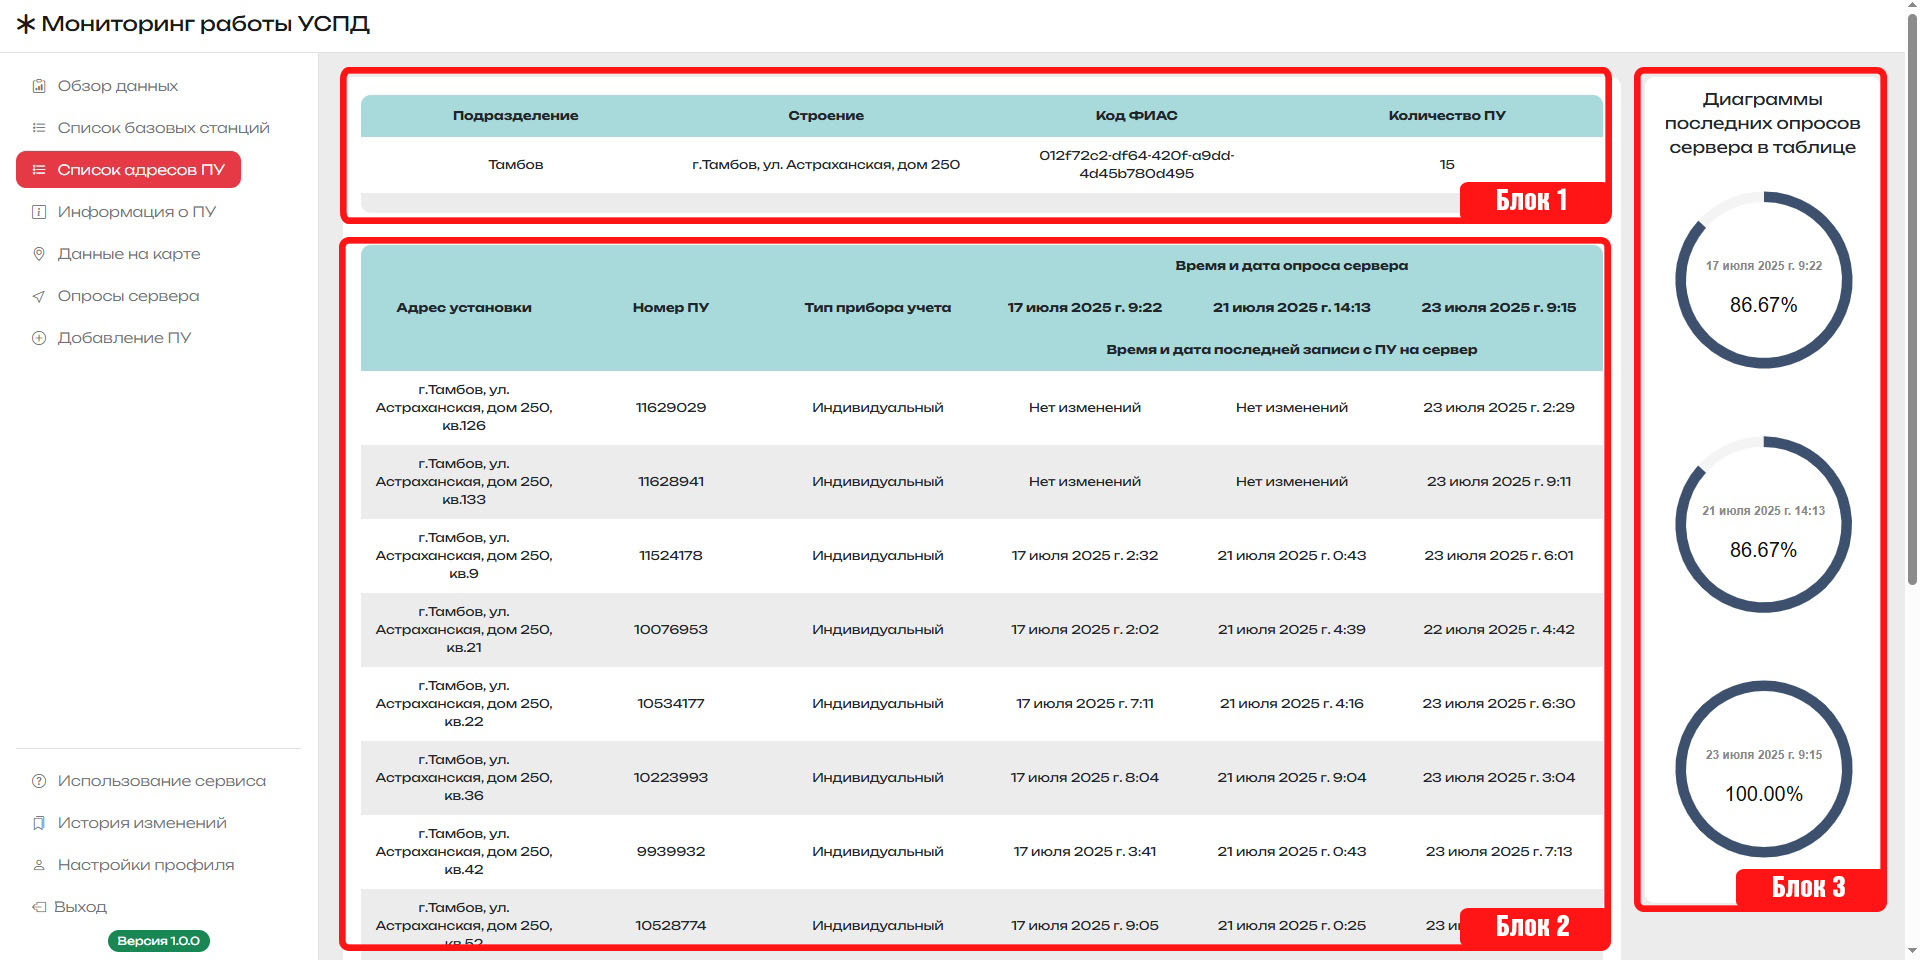 Мониторинг работы УСПД
Обзор данных
Список базовых станций
Список адресов ПУ
Информация о ПУ
Данные на карте
Опросы сервера
Добавление ПУ
Использование сервиса
История изменений
Настройки профиля
Выход
Версия 1.0.0
Подразделение Строение Код ФИАС Количество ПУ
Тамбов г.Тамбов, ул. Астраханская, дом 250 012f72c2-df64-420f-a9dd- 15
4d45b780d495
Блок 1
Время и дата опроса сервера
Адрес установки Номер ПУ Тип прибора учета 17 июля 2025 г. 9:22 21 июля 2025 г. 14:13 23 июля 2025 г. 9:15
Время и дата последней записи с ПУ на сервер
г.Тамбов, ул.
Астраханская, дом 250, 11629029 Индивидуальный Нет изменений Нет изменений 23 июля 2025 г. 2:29
кв.126
г.Тамбов, ул.
Астраханская, дом 250, 11628941 Индивидуальный Нет изменений Нет изменений 23 июля 2025 г. 9:11
кв.133
г.Тамбов, ул.
Астраханская, дом 250, 11524178 Индивидуальный 17 июля 2025 г. 2:32 21 июля 2025 г. 0:43 23 июля 2025 г. 6:01
кв.9
г.Тамбов, ул.
Астраханская, дом 250, 10076953 Индивидуальный 17 июля 2025 г. 2:02 21 июля 2025 г. 4:39 22 июля 2025 г. 4:42
кв.21
г.Тамбов, ул.
Астраханская, дом 250, 10534177 Индивидуальный 17 июля 2025 г. 7:11 21 июля 2025 г. 4:16 23 июля 2025 г. 6:30
кв.22
г.Тамбов, ул.
Астраханская, дом 250, 10223993 Индивидуальный 17 июля 2025 г. 8:04 21 июля 2025 г. 9:04 23 июля 2025 г. 3:04
кв.36
г.Тамбов, ул.
Астраханская, дом 250, 9939932 Индивидуальный 17 июля 2025 г. 3:41 21 июля 2025 г. 0:43 23 июля 2025 г. 7:13
кв.42
г.Тамбов, ул.
Астраханская, дом 250, 10528774 Индивидуальный 17 июля 2025 г. 9:05 21 июля 2025 г. 0:25 23
кв.52
Блок 2
Диаграммы
последних опросов
сервера в таблице
17 июля 2025 г. 9:22
86.67%
21 июля 2025 г. 14:13
86.67%
23 июля 2025 г. 9:15
100.00%
Блок 3